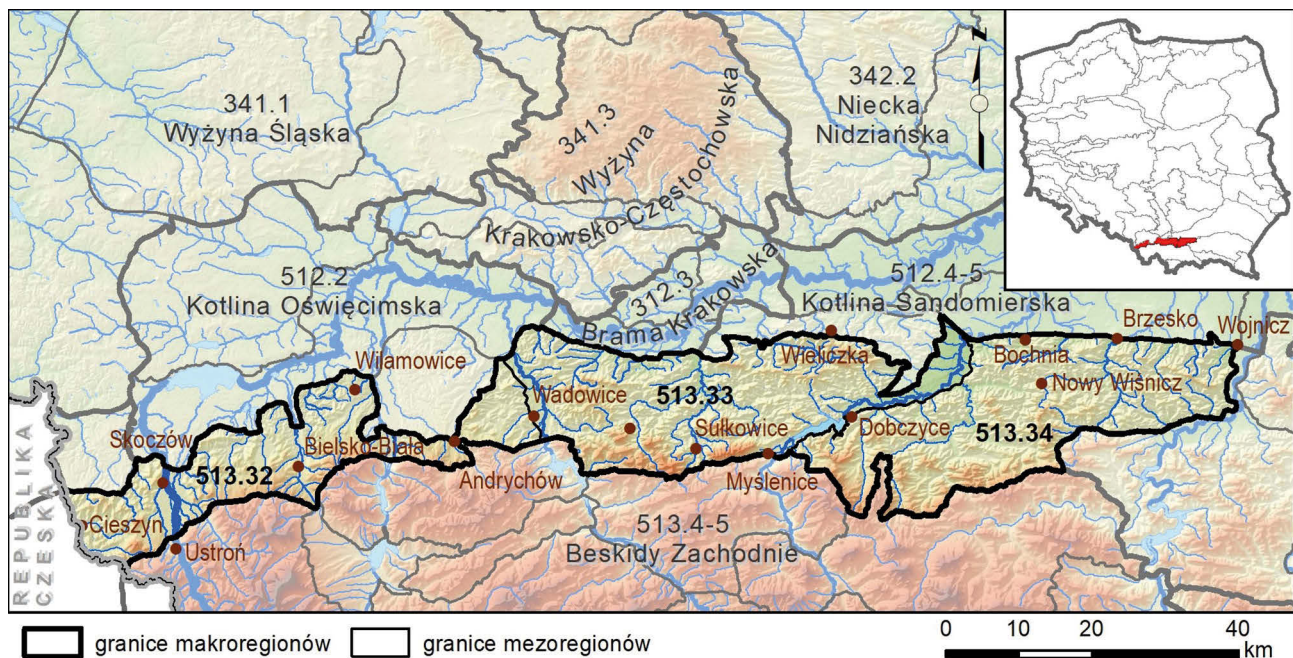 341.1
Wyżyna Śląska
341.3
Wyżyna
Krakowsko-Częstochowska
342.2
Niecka
Nidziańska
N
512.2
Kotlina Oświęcimska
312.3
Brama Krakowska
512.4-5
Kotlina Sandomierska
Wilamowice
Wieliczka
Bochnia
Brzesko
Wojnicz
Wadowice
513.33
Nowy Wiśnicz
Skoczów
Bielsko-Biała
Sułkowice
Dobczyce
513.34
513.32
Andrychów
Myślenice
Cieszyn
Ustroń
513.4-5
Beskidy Zachodnie
REPUBLIKA
CZESKA
granice makroregionów
granice mezoregionów
0 10 20 40
km